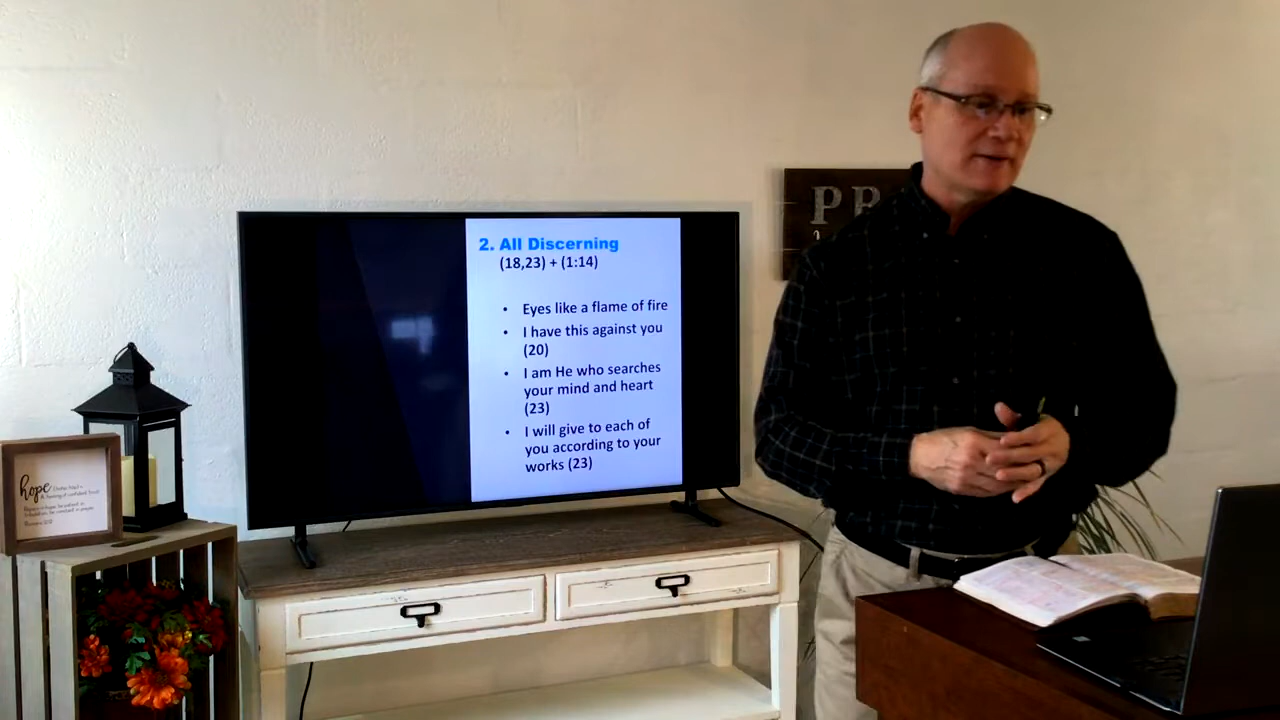 2. All Discerning
(18,23) + (1:14)
• Eyes like a flame of fire
• I have this against you
(20)
• I am He who searches
your mind and heart
(23)
• I will give to each of
you according to your
works (23)
PR
hope